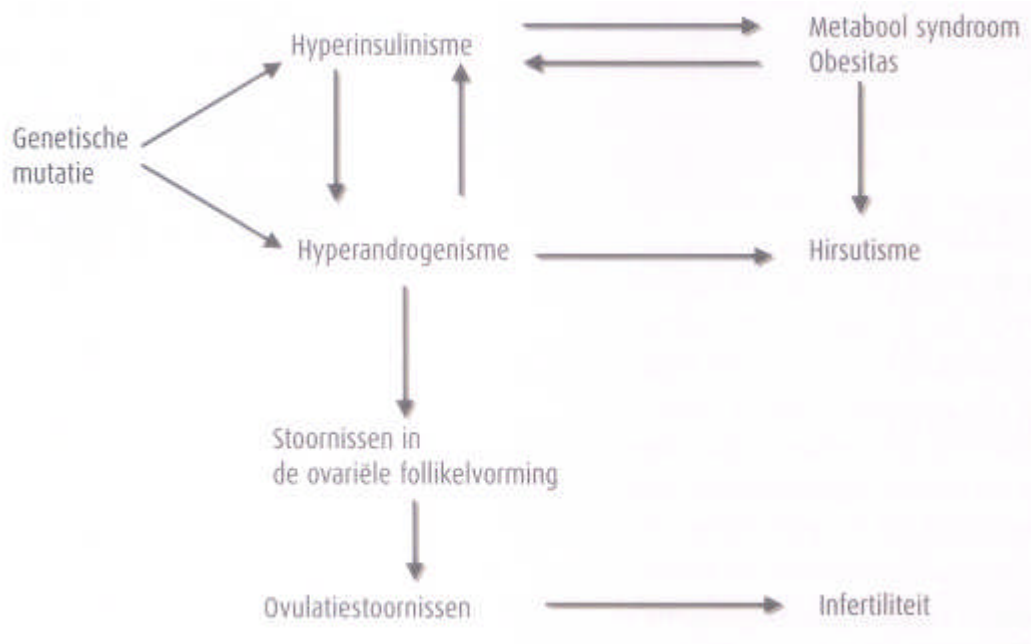 Hyperinsulinisme
Metabool syndroom
Obesitas
Genetische
mutatie
Hyperandrogenisme
Hirsutisme
Stoornissen in
de ovariële follikelvorming
Ovulatiestoornissen
Infertiliteit